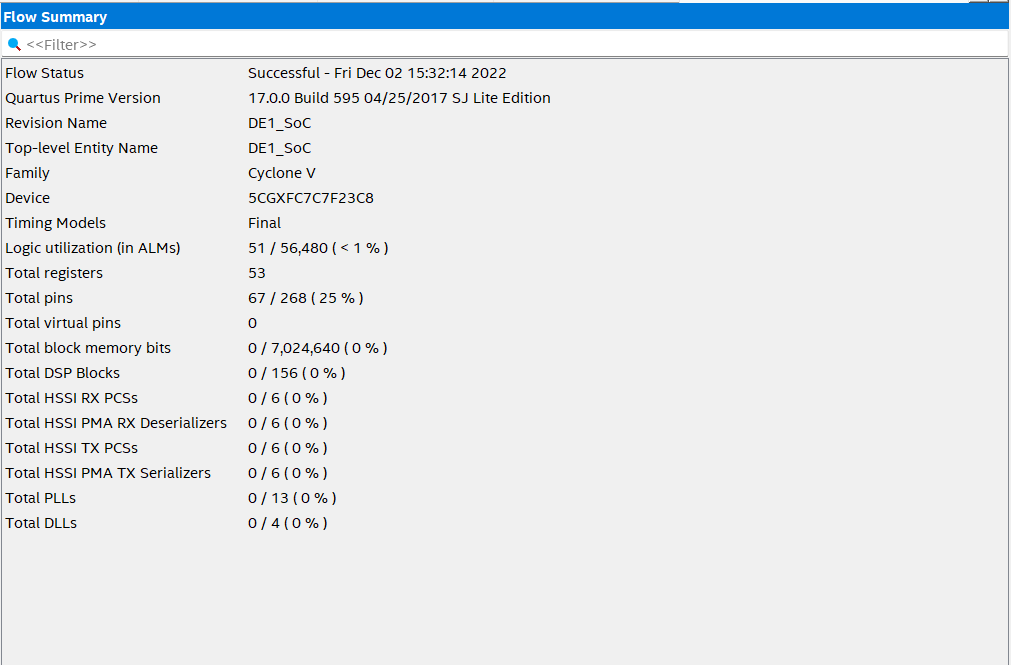 Flow Summary
<<Filter>>
Flow Status Successful - Fri Dec 02 15:32:14 2022
Quartus Prime Version 17.0.0 Build 595 04/25/2017 SJ Lite Edition
Revision Name DE1_SoC
Top-level Entity Name DE1_SoC
Family Cyclone V
Device 5CGXFC7C7F23C8
Timing Models Final
Logic utilization (in ALMs) 51 / 56,480 ( < 1 % )
Total registers 53
Total pins 67 / 268 ( 25 % )
Total virtual pins 0
Total block memory bits 0 / 7,024,640 ( 0 % )
Total DSP Blocks 0 / 156 ( 0 % )
Total HSSI RX PCSs 0 / 6 ( 0 % )
Total HSSI PMA RX Deserializers 0 / 6 ( 0 % )
Total HSSI TX PCSs 0 / 6 ( 0 % )
Total HSSI PMA TX Serializers 0 / 6 ( 0 % )
Total PLLs 0 / 13 ( 0 % )
Total DLLs 0 / 4 ( 0 % )